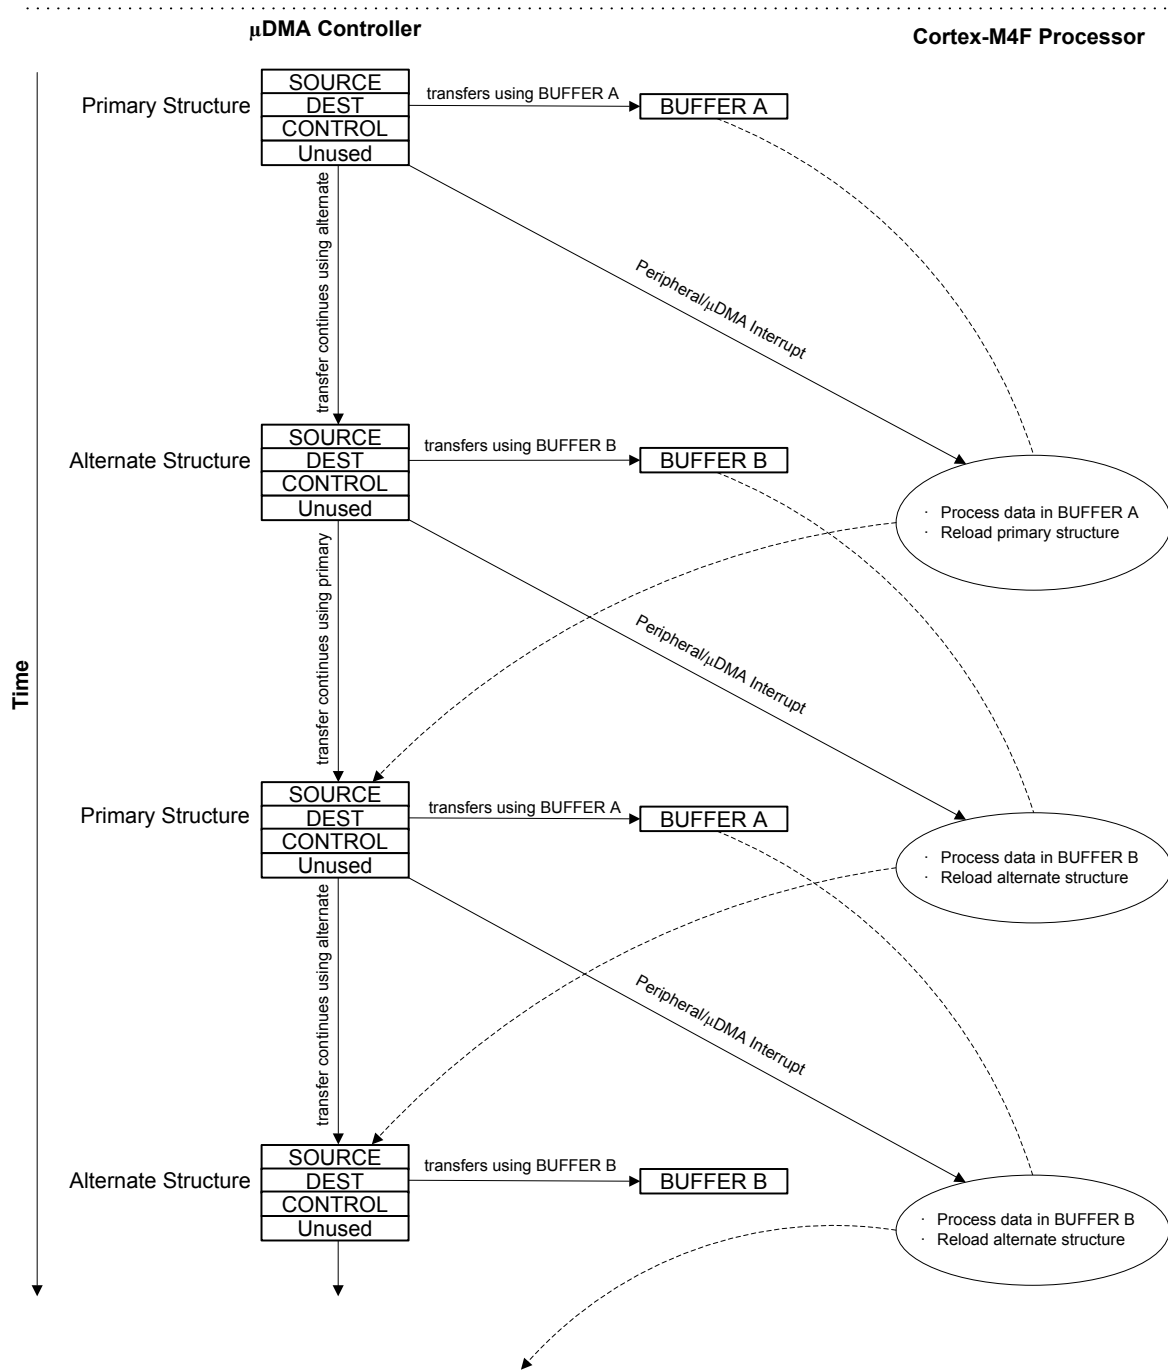 µDMA Controller
Cortex-M4F Processor
Primary Structure
SOURCE
DEST
CONTROL
Unused
transfers using BUFFER A
BUFFER A
transfer continues using alternate
Peripheral/µDMA Interrupt
Alternate Structure
SOURCE
DEST
CONTROL
Unused
transfers using BUFFER B
BUFFER B
· Process data in BUFFER A
· Reload primary structure
transfer continues using primary
Peripheral/µDMA Interrupt
Time
Primary Structure
SOURCE
DEST
CONTROL
Unused
transfers using BUFFER A
BUFFER A
· Process data in BUFFER B
· Reload alternate structure
transfer continues using alternate
Peripheral/µDMA Interrupt
Alternate Structure
SOURCE
DEST
CONTROL
Unused
transfers using BUFFER B
BUFFER B
· Process data in BUFFER B
· Reload alternate structure